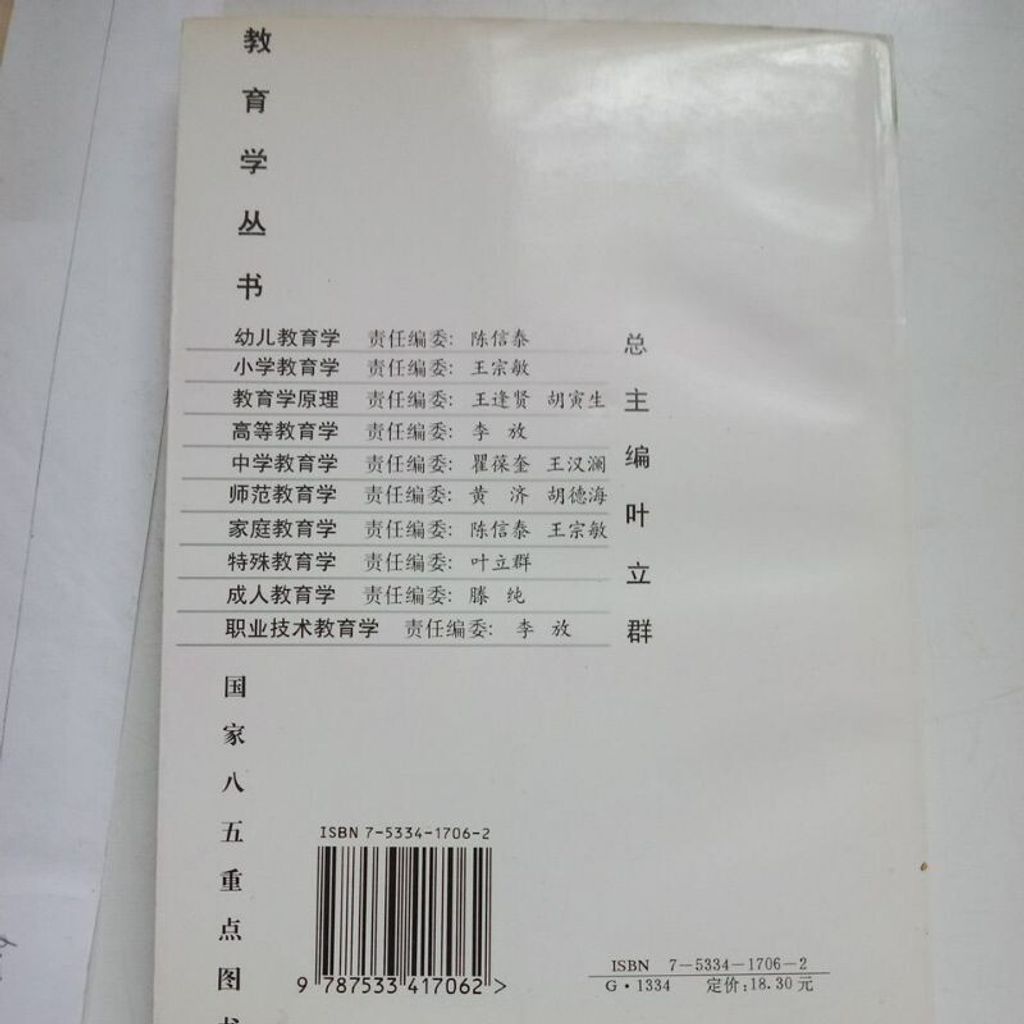 教育学丛书
幼儿教育学 责任编委: 陈信泰
小学教育学 责任编委: 王宗敏
教育学原理 责任编委: 王逢贤 胡寅生
高等教育学 责任编委: 李 放
中学教育学 责任编委: 瞿葆奎 王汉澜
师范教育学 责任编委: 黄 济 胡德海
家庭教育学 责任编委: 陈信泰 王宗敏
特殊教育学 责任编委: 叶立群
成人教育学 责任编委: 滕 纯
职业技术教育学 责任编委: 李 放
总主编叶立群
国家八五重点图书
ISBN 7-5334-1706-2
9 787533 417062 >
ISBN 7-5334-1706-2
G·1334 定价:18.30 元